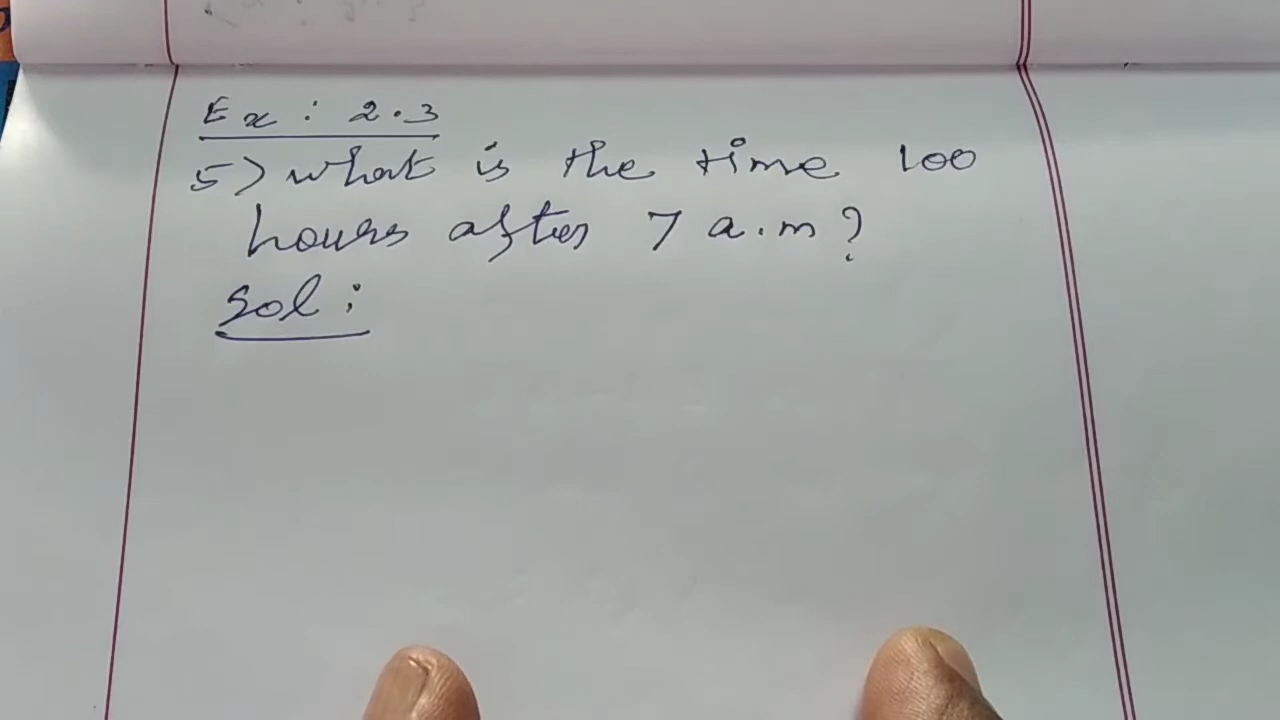 Ex : 2.3
5) what is the time 100
hours after 7 a.m?
Sol :